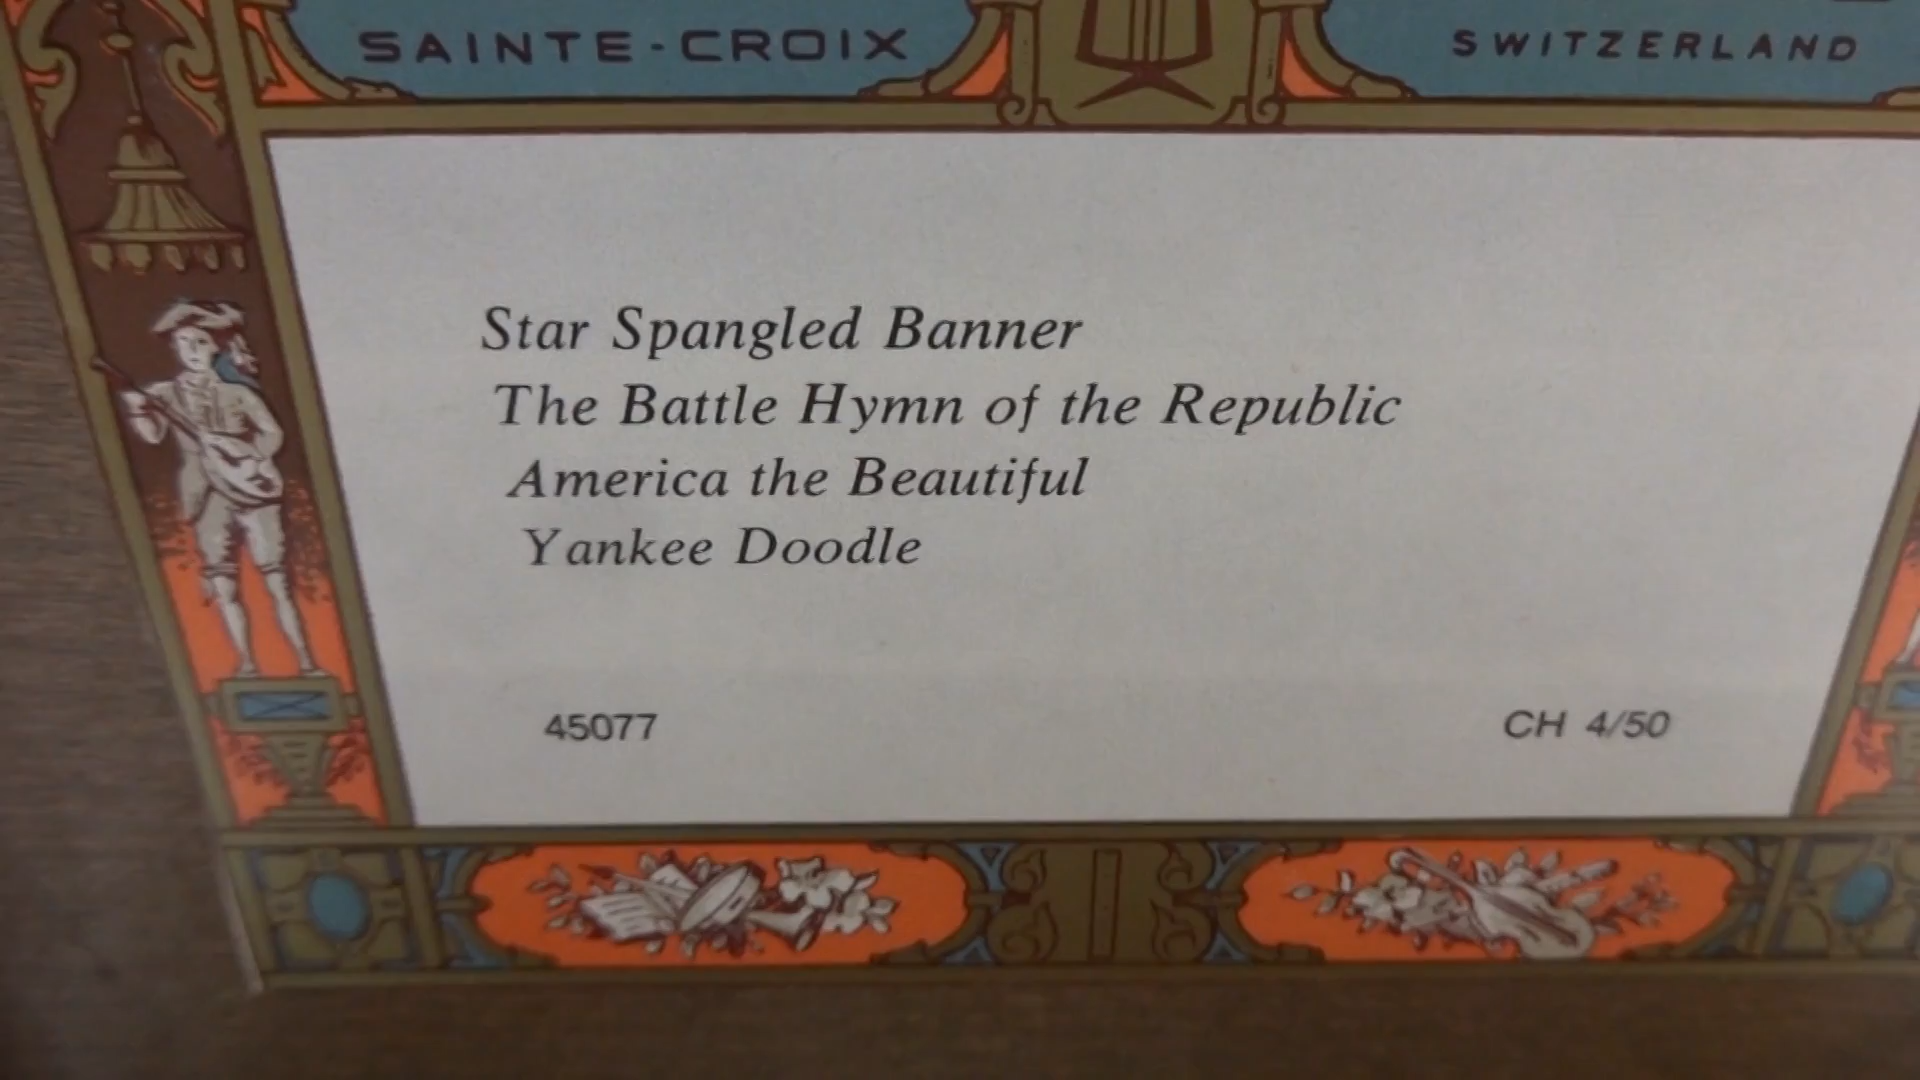 SAINTE-CROIX
SWITZERLAND
Star Spangled Banner
The Battle Hymn of the Republic
America the Beautiful
Yankee Doodle
45077
CH 4/50